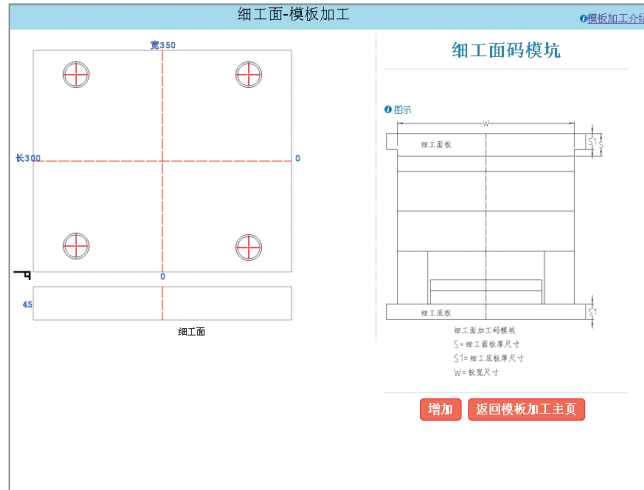 细工面-模板加工
模板加工介绍
宽350
长300
0
0
45
细工面
细工面码模坑
图示
W
细工面板
S1
S
细工底板
S1
细工面加工码模坑
S=细工面板厚尺寸
S1=细工底板厚尺寸
W=板宽尺寸
增加
返回模板加工主页